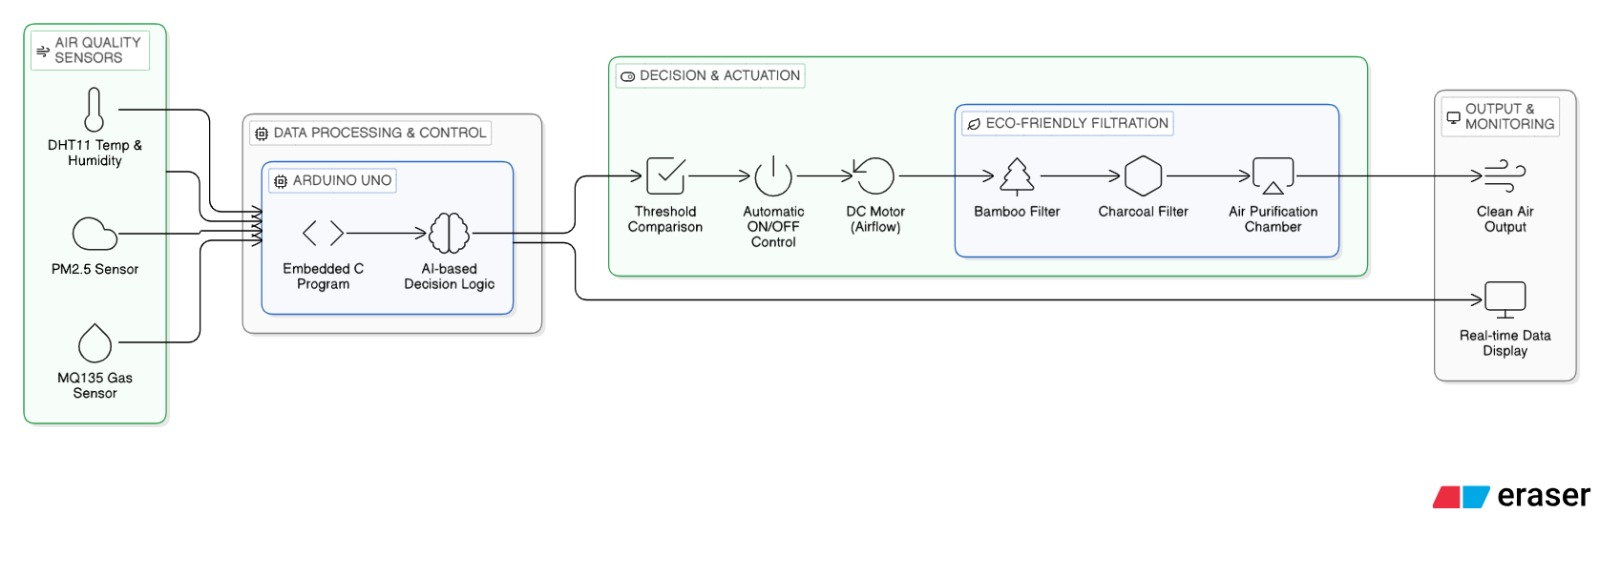 AIR QUALITY
SENSORS
DHT11 Temp &
Humidity
PM2.5 Sensor
MQ135 Gas
Sensor
DATA PROCESSING & CONTROL
ARDUINO UNO
Embedded C
Program
AI-based
Decision Logic
DECISION & ACTUATION
Threshold
Comparison
Automatic
ON/OFF
Control
DC Motor
(Airflow)
ECO-FRIENDLY FILTRATION
Bamboo Filter
Charcoal Filter
Air Purification
Chamber
OUTPUT &
MONITORING
Clean Air
Output
Real-time Data
Display
eraser